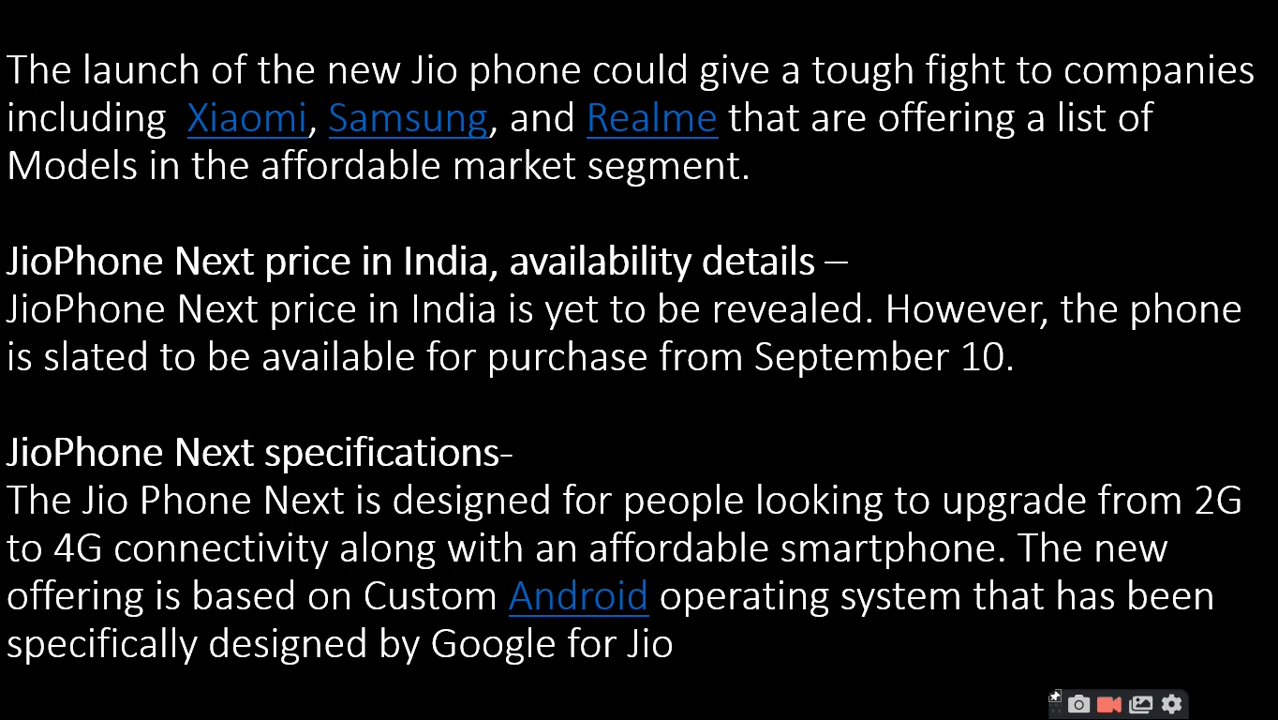 The launch of the new Jio phone could give a tough fight to companies
including Xiaomi, Samsung, and Realme that are offering a list of
Models in the affordable market segment.
JioPhone Next price in India, availability details –
JioPhone Next price in India is yet to be revealed. However, the phone
is slated to be available for purchase from September 10.
JioPhone Next specifications-
The Jio Phone Next is designed for people looking to upgrade from 2G
to 4G connectivity along with an affordable smartphone. The new
offering is based on Custom Android operating system that has been
specifically designed by Google for Jio